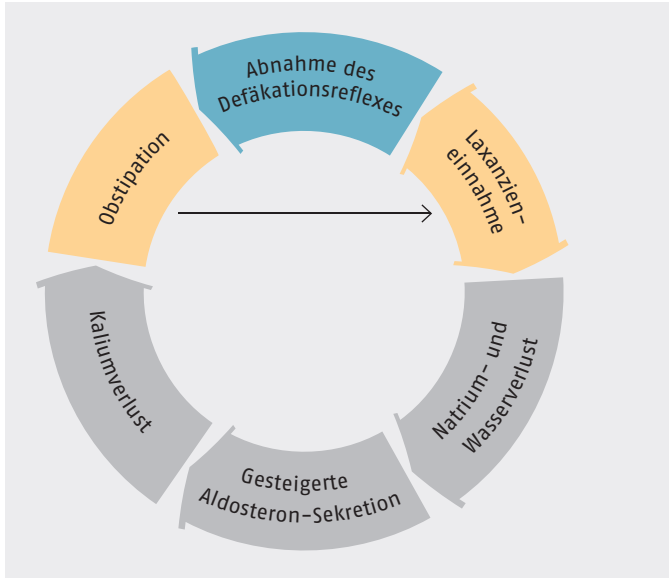 Abnahme des
Defäkationsreflexes
Laxanzien-
einnahme
Natrium- und
Wasserverlust
Gesteigerte
Aldosteron-Sekretion
Kaliumverlust
Obstipation